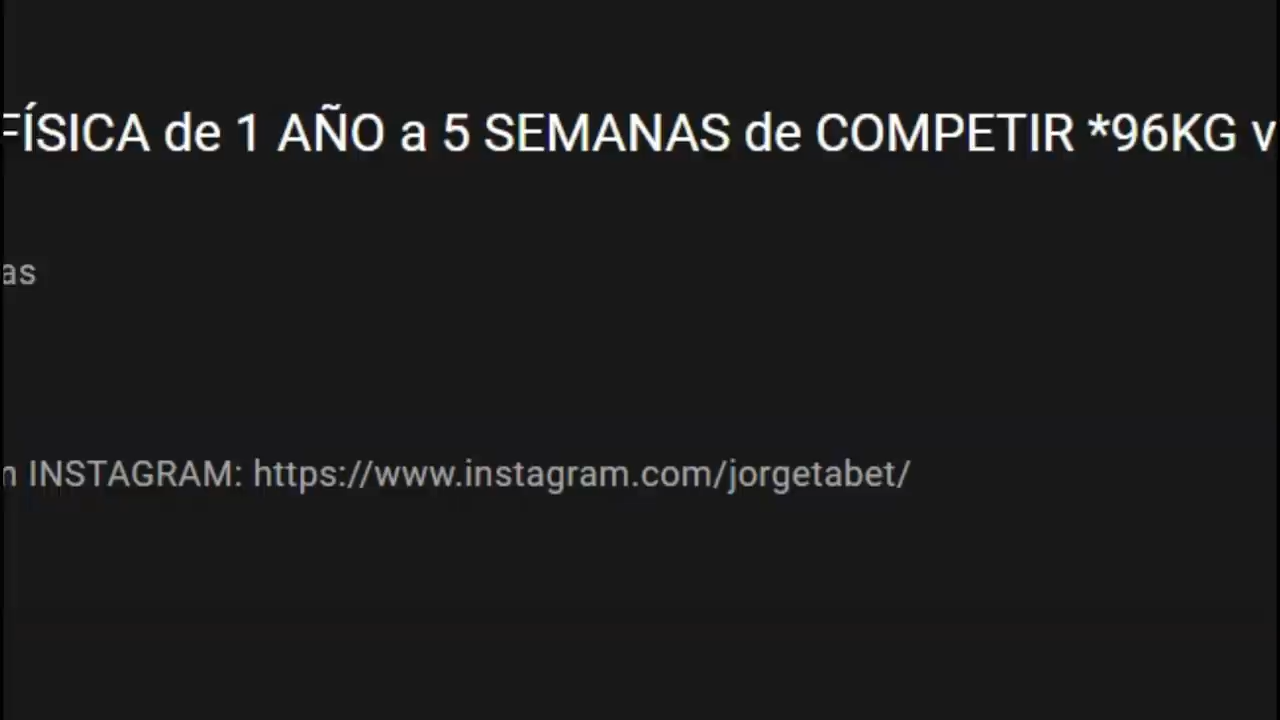 FÍSICA de 1 AÑO a 5 SEMANAS de COMPETIR *96KG v
as
INSTAGRAM: https://www.instagram.com/jorgetabet/